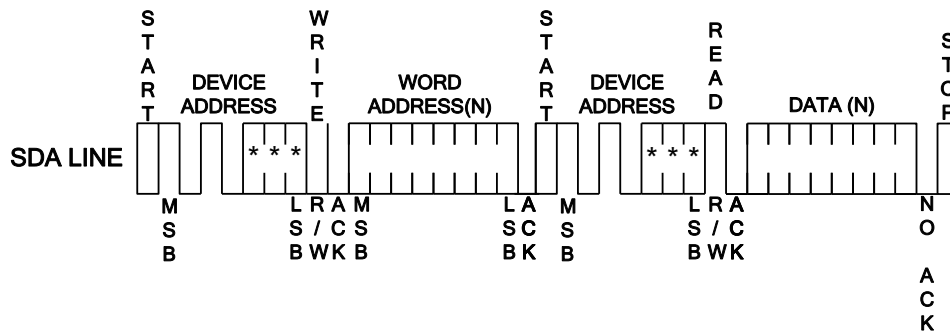 START
DEVICE
ADDRESS
WRITE
WORD
ADDRESS(N)
START
DEVICE
ADDRESS
READ
DATA (N)
STOP
SDA LINE
* * *
* * *
MSB
LSB
R/W
ACK
MSB
LSB
ACK
MSB
LSB
R/W
ACK
NO ACK